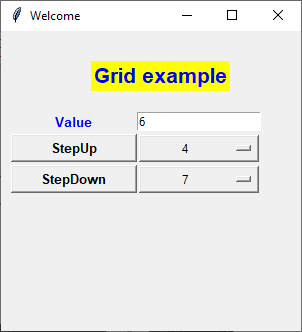 Welcome
Grid example
Value 6
StepUp 4
StepDown 7